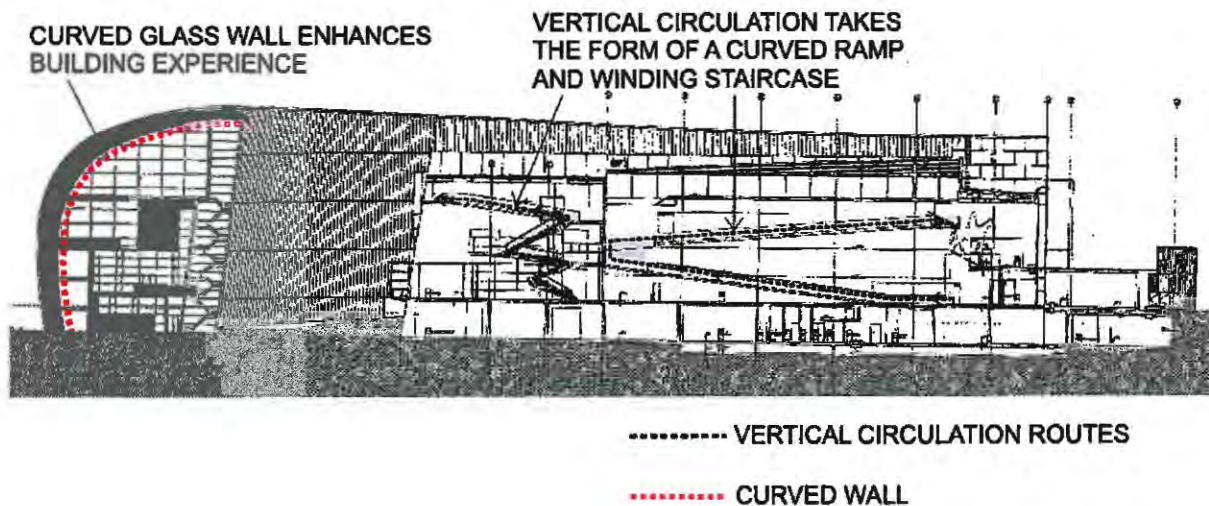 CURVED GLASS WALL ENHANCES
BUILDING EXPERIENCE
VERTICAL CIRCULATION TAKES
THE FORM OF A CURVED RAMP
AND WINDING STAIRCASE
VERTICAL CIRCULATION ROUTES
CURVED WALL